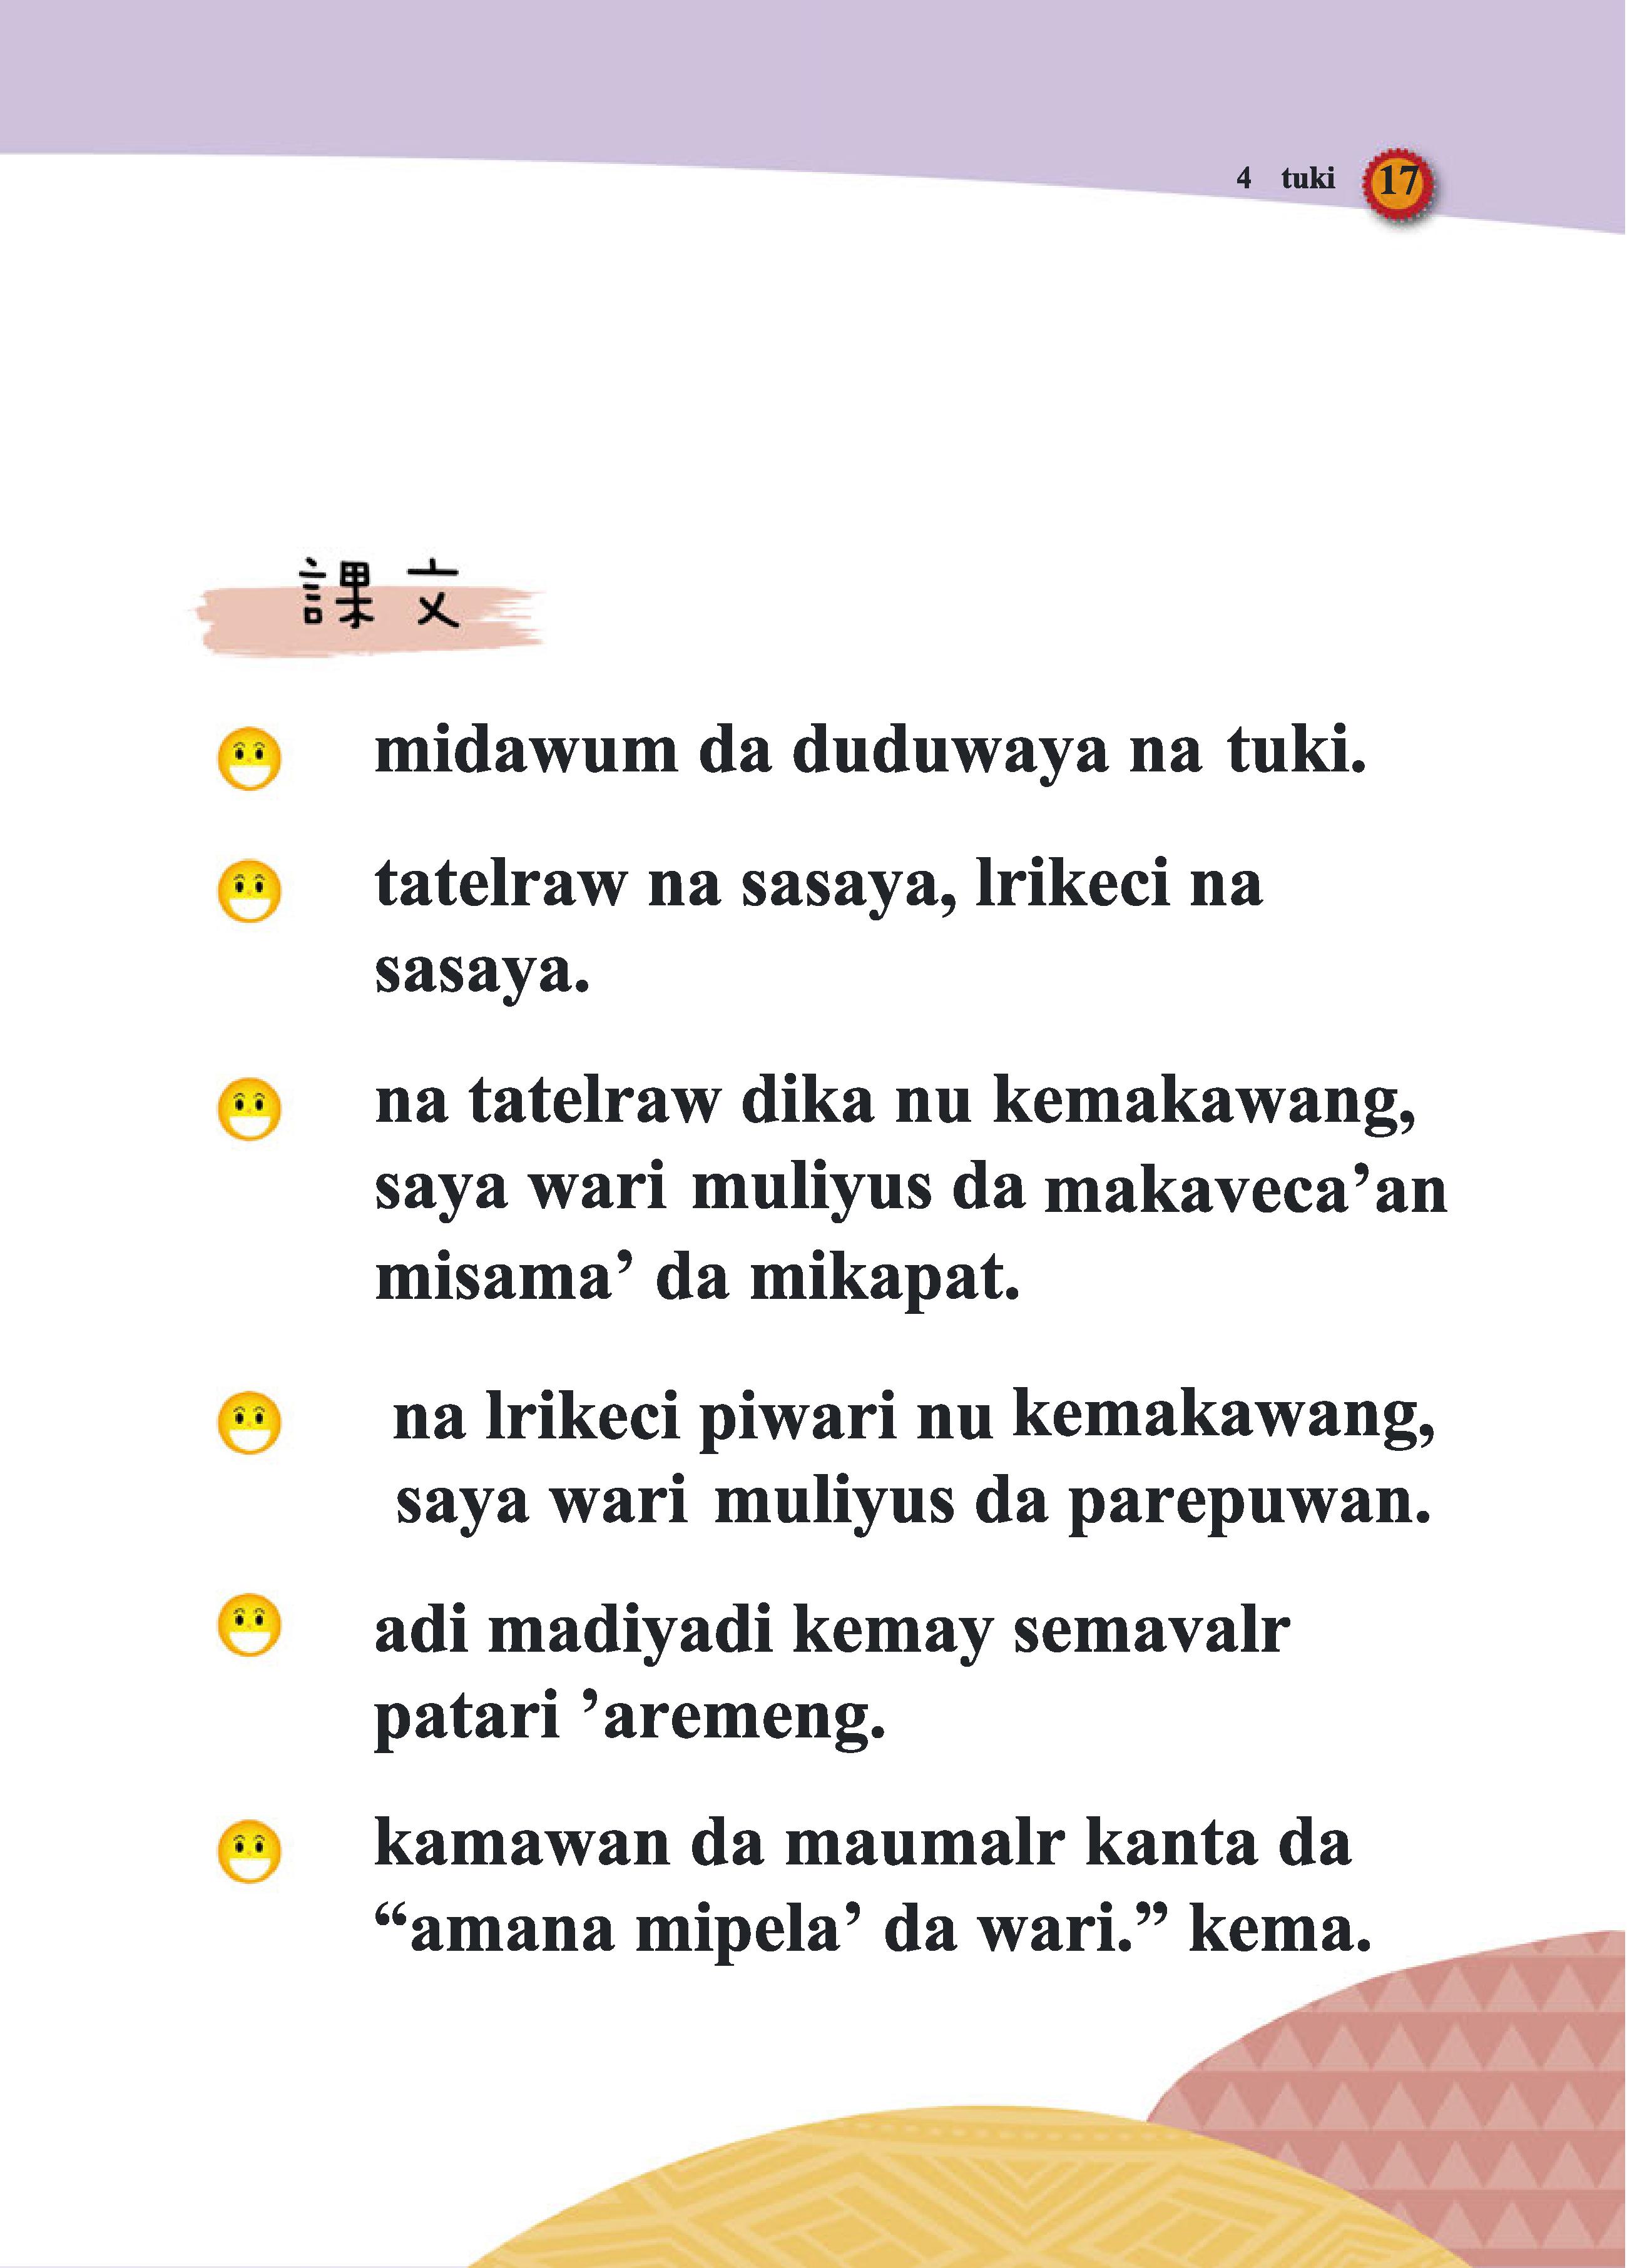 4 tuki 17
課文
midawum da duduwaya na tuki.
tatelraw na sasaya, lrikeci na
sasaya.
na tatelraw dika nu kemakawang,
saya wari muliyus da makaveca’an
misama’ da mikapat.
na lrikeci piwari nu kemakawang,
saya wari muliyus da parepuwan.
adi madiyadi kemay semavalr
patari ’aremeng.
kamawan da maumalr kanta da
“amana mipela’ da wari.” kema.